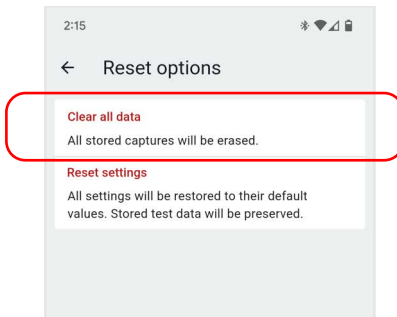 2:15
Reset options
Clear all data
All stored captures will be erased.
Reset settings
All settings will be restored to their default
values. Stored test data will be preserved.